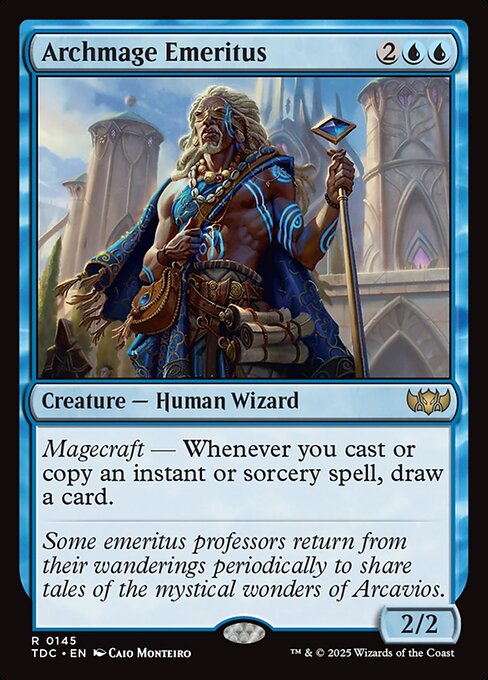 Archmage Emeritus 2
Creature — Human Wizard
Magecraft — Whenever you cast or
copy an instant or sorcery spell, draw
a card.
Some emeritus professors return from
their wanderings periodically to share
tales of the mystical wonders of Arcavios.
2/2
R 0145
TDC • EN Caio Monteiro
™ & © 2025 Wizards of the Coast